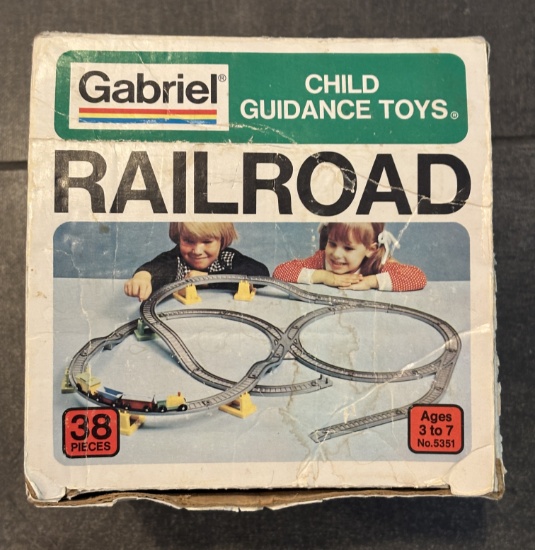 Gabriel®
CHILD
GUIDANCE TOYS®
RAILROAD
38
PIECES
Ages
3 to 7
No.5351